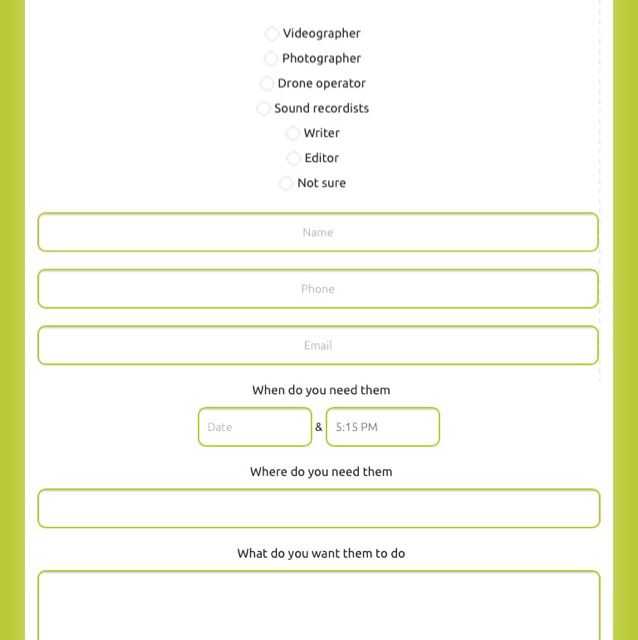 Videographer
Photographer
Drone operator
Sound recordists
Writer
Editor
Not sure
Name
Phone
Email
When do you need them
Date & 5:15 PM
Where do you need them
What do you want them to do